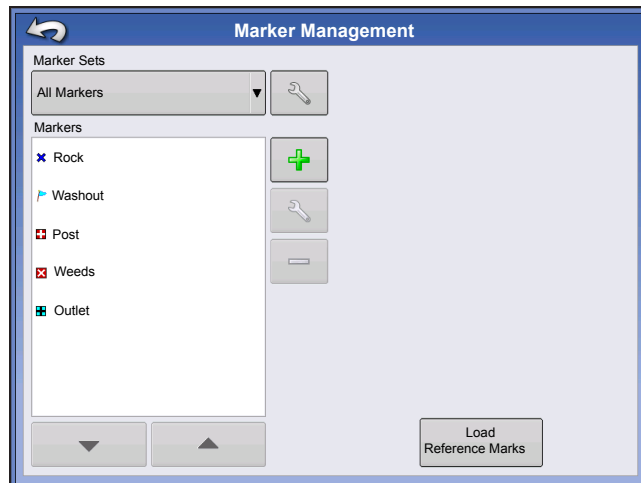 Marker Management
Marker Sets
All Markers
Markers
Rock
Washout
Post
Weeds
Outlet
Load
Reference Marks